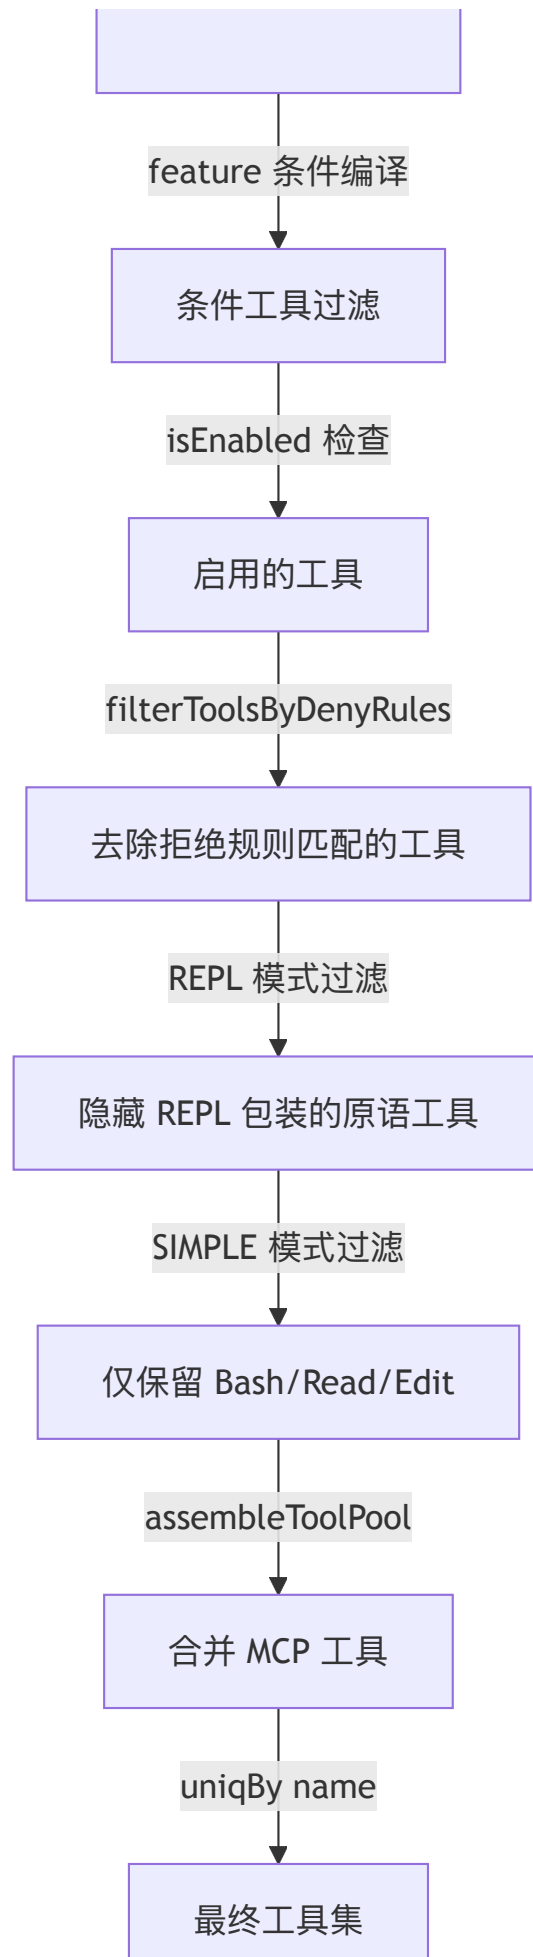 feature 条件编译
条件工具过滤
isEnabled 检查
启用的工具
filterToolsByDenyRules
去除拒绝规则匹配的工具
REPL 模式过滤
隐藏 REPL 包装的原语工具
SIMPLE 模式过滤
仅保留 Bash/Read/Edit
assembleToolPool
合并 MCP 工具
uniqBy name
最终工具集